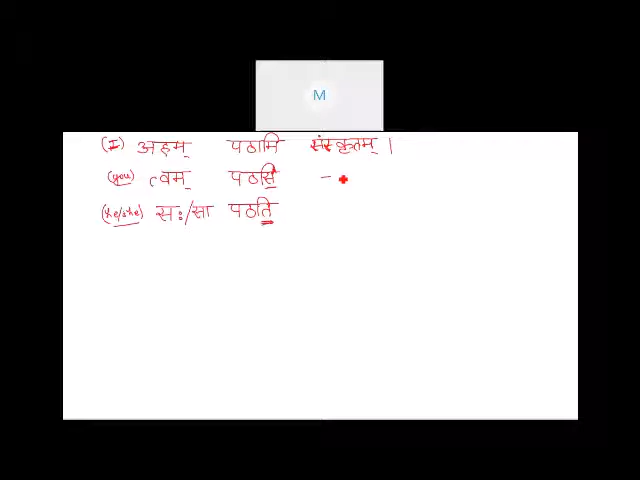 M
(I) अहम् पठामि संस्कृतम् ।
(you) त्वम् पठसि -
(he/she) सः/सा पठति